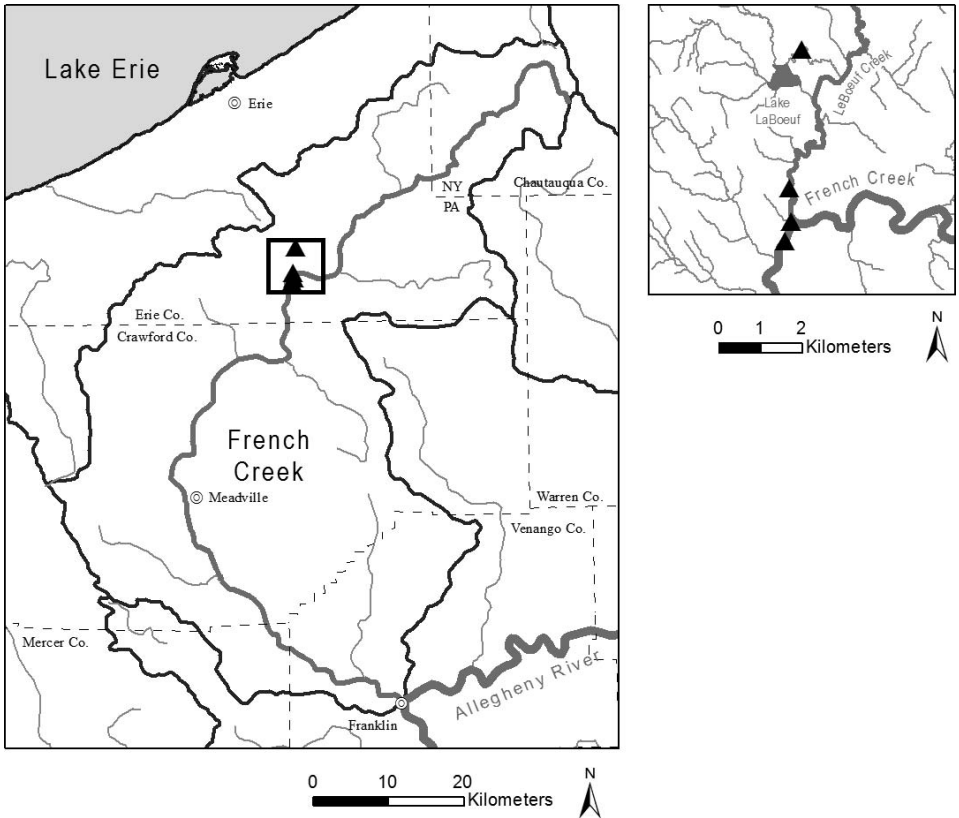 Lake Erie
Erie
NY
PA
Chautauqua Co.
Erie Co.
Crawford Co.
French
Creek
Meadville
Warren Co.
Venango Co.
Mercer Co.
Franklin
Allegheny River
0 10 20
Kilometers
N
Lake
LaBoeuf
LeBoeuf Creek
French Creek
0 1 2
Kilometers
N